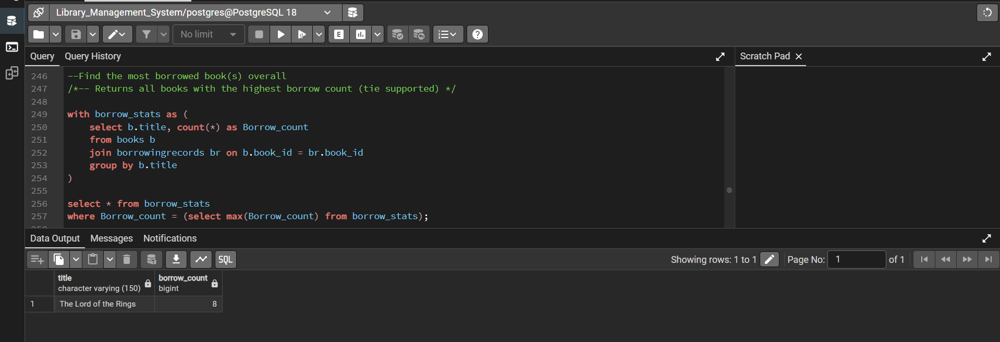 Library_Management_System/postgres@PostgreSQL 18
No limit
E
Query Query History
Scratch Pad
246 --Find the most borrowed book(s) overall
247 /*-- Returns all books with the highest borrow count (tie supported) */
248
249 with borrow_stats as (
250 select b.title, count(*) as Borrow_count
251 from books b
252 join borrowingrecords br on b.book_id = br.book_id
253 group by b.title
254 )
255
256 select * from borrow_stats
257 where Borrow_count = (select max(Borrow_count) from borrow_stats);
Data Output Messages Notifications
SQL
Showing rows: 1 to 1 Page No: 1 of 1
title borrow_count
character varying (150) bigint
1 The Lord of the Rings 8